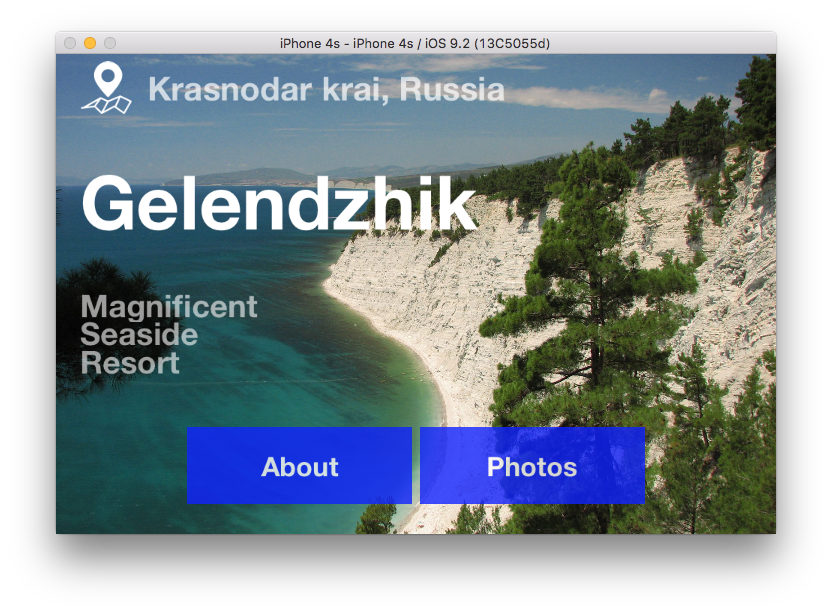 iPhone 4s - iPhone 4s / iOS 9.2 (13C5055d)
Krasnodar krai, Russia
Gelendzhik
Magnificent
Seaside
Resort
About
Photos